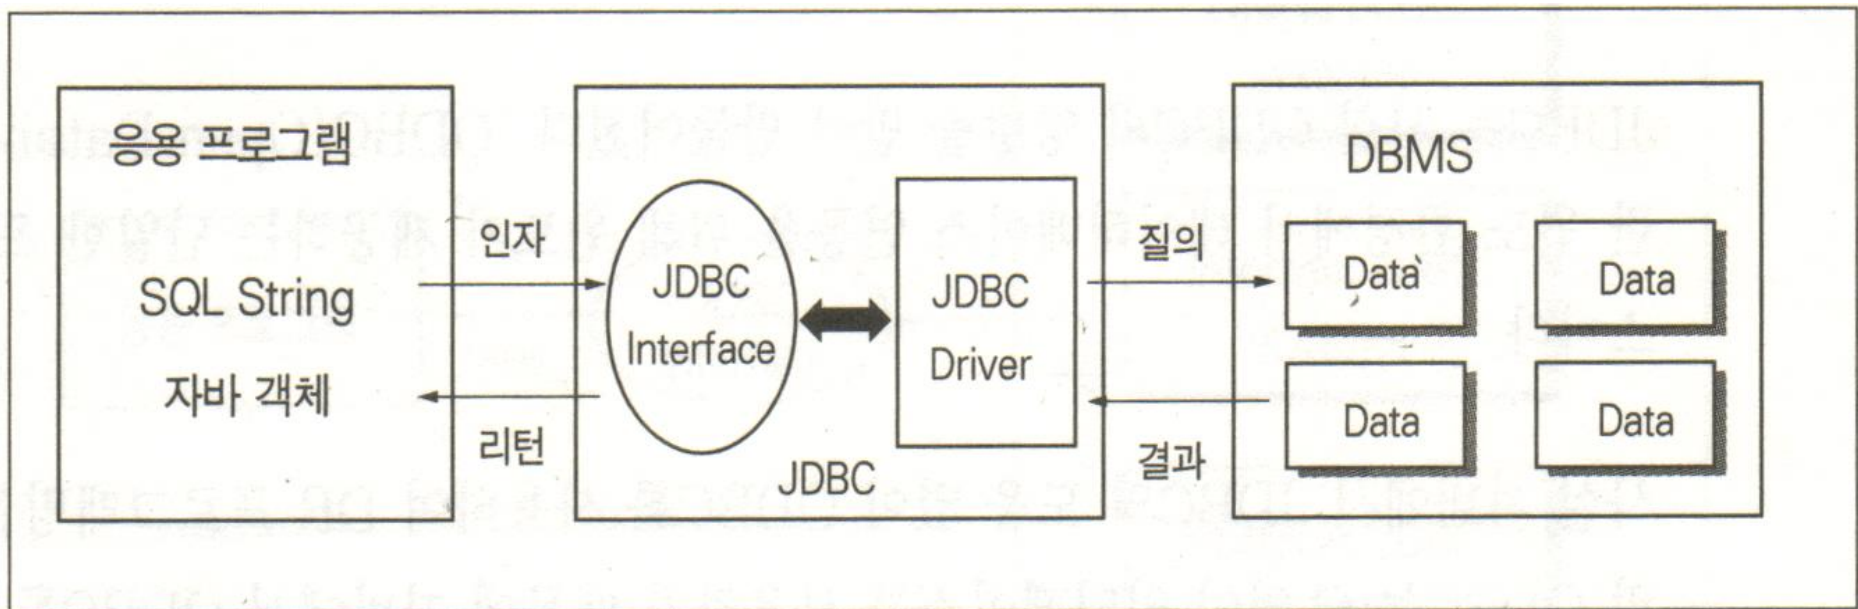 응용 프로그램
SQL String
자바 객체
인자
리턴
JDBC
Interface
JDBC
Driver
JDBC
질의
결과
DBMS
Data
Data
Data
Data